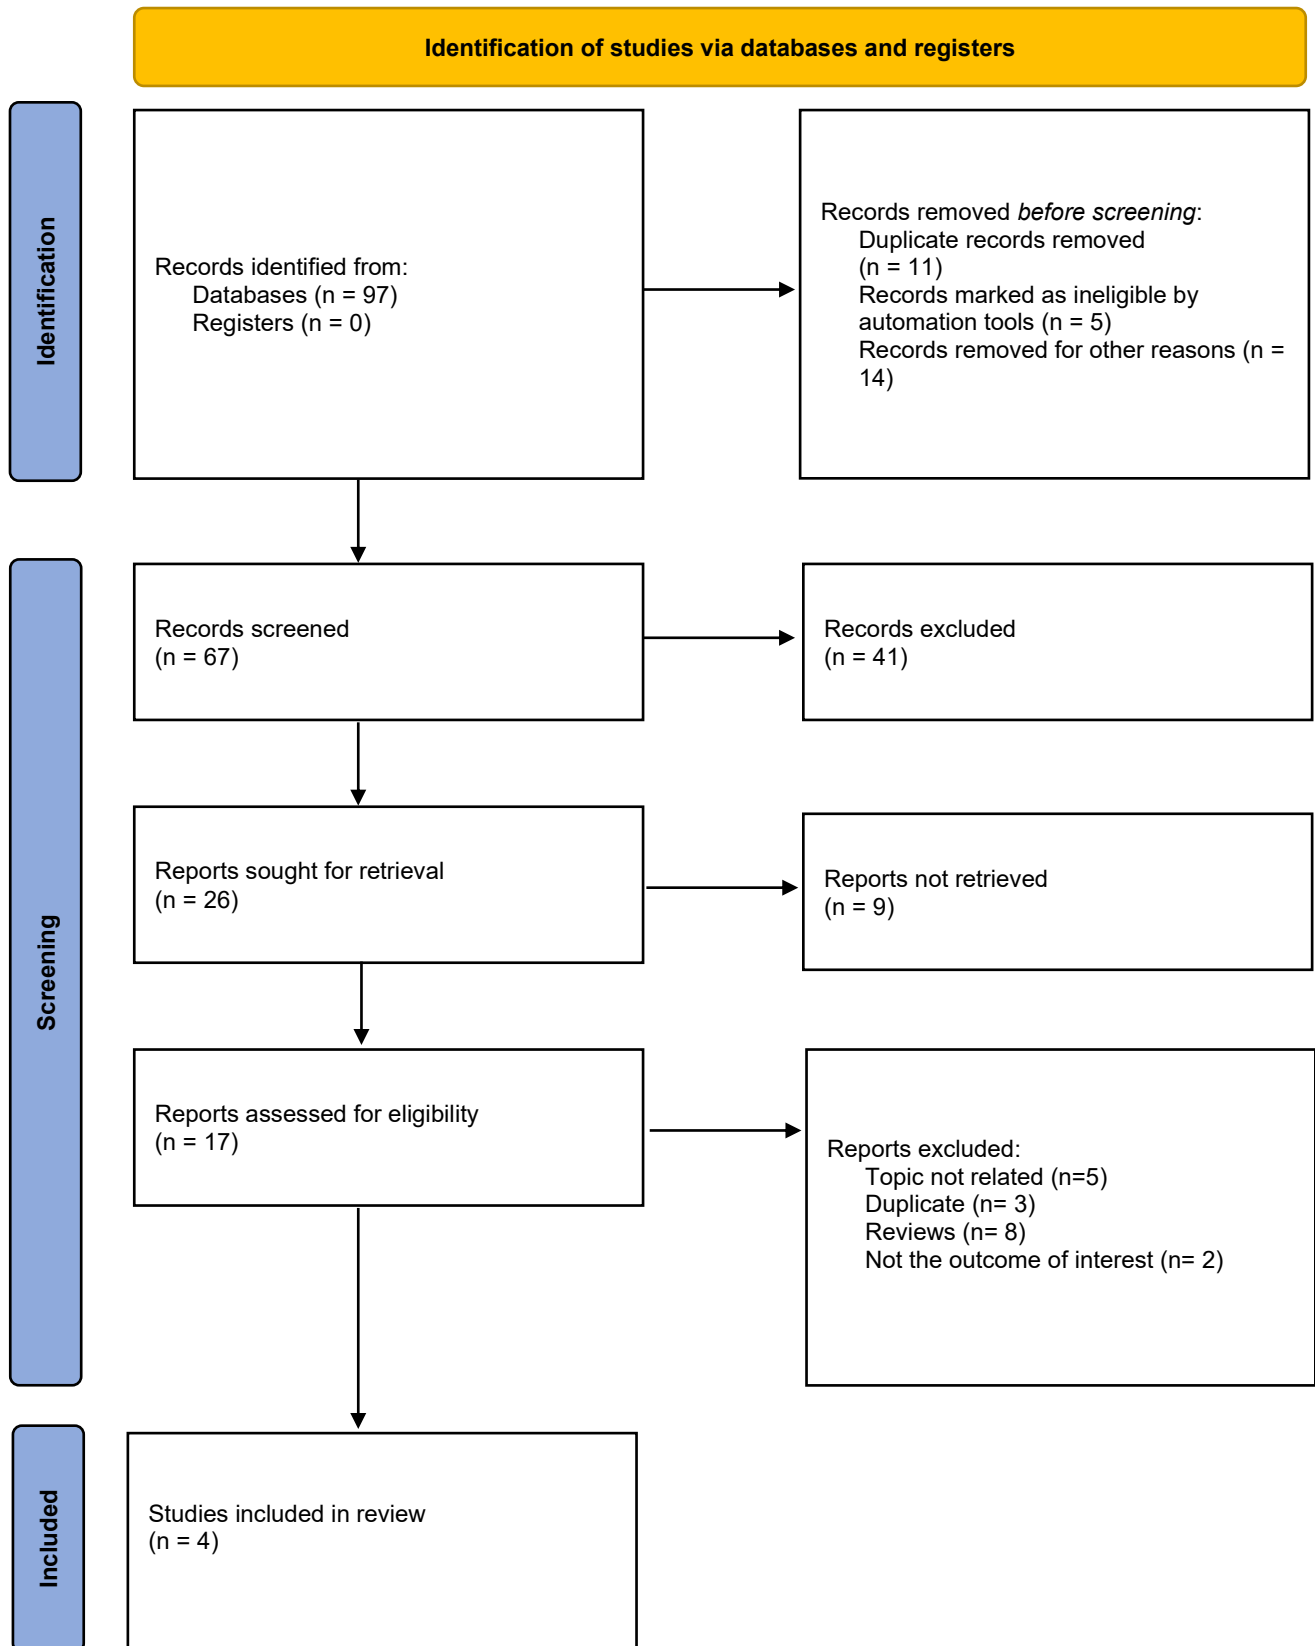 Identification of studies via databases and registers
Identification
Records identified from:
Databases (n = 97)
Registers (n = 0)
Records removed before screening:
Duplicate records removed
(n = 11)
Records marked as ineligible by
automation tools (n = 5)
Records removed for other reasons (n =
14)
Screening
Records screened
(n = 67)
Records excluded
(n = 41)
Reports sought for retrieval
(n = 26)
Reports not retrieved
(n = 9)
Reports assessed for eligibility
(n = 17)
Reports excluded:
Topic not related (n=5)
Duplicate (n= 3)
Reviews (n= 8)
Not the outcome of interest (n= 2)
Included
Studies included in review
(n = 4)